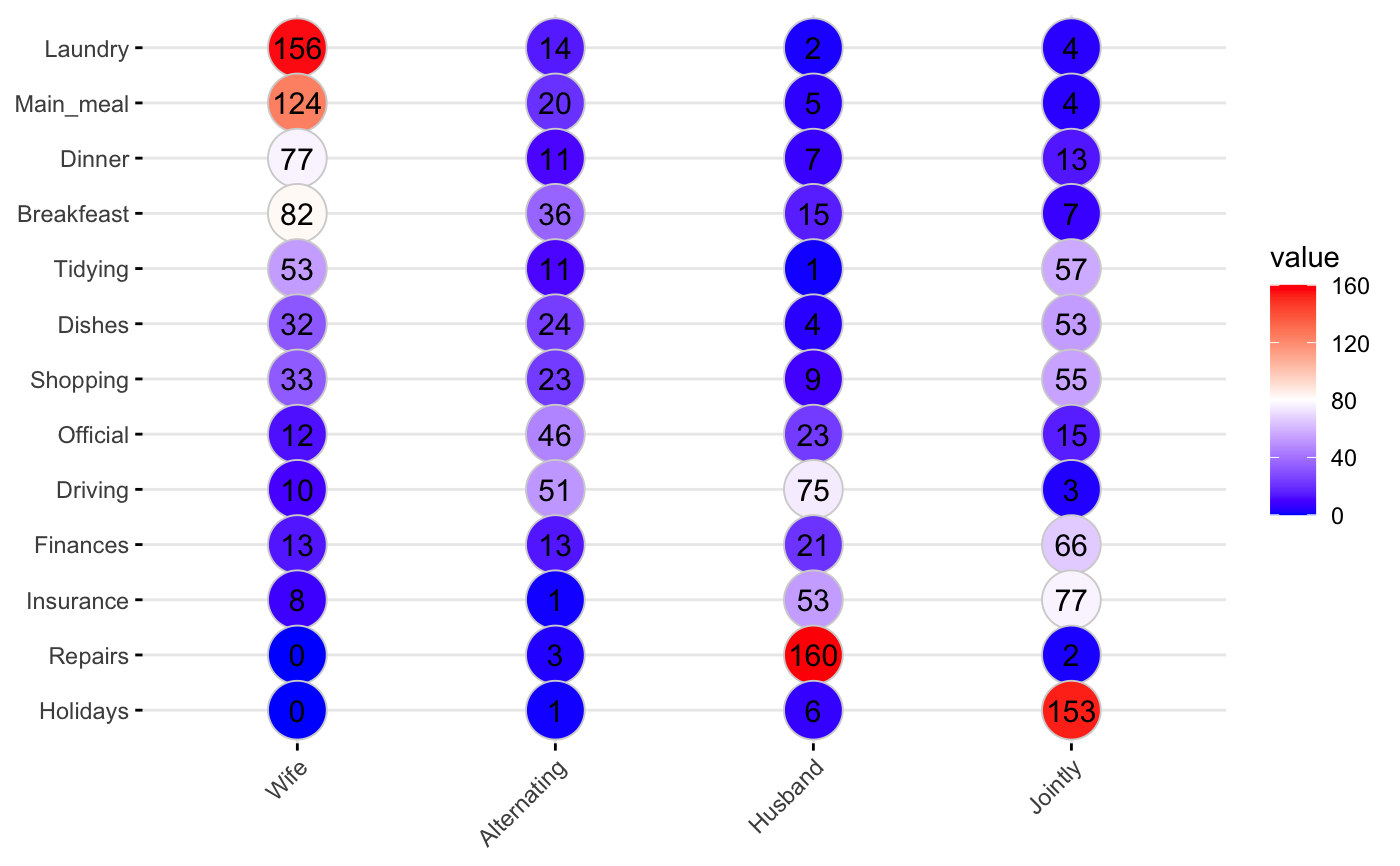 Laundry 156 14 2 4
Main_meal 124 20 5 4
Dinner 77 11 7 13
Breakfeast 82 36 15 7
Tidying 53 11 1 57
Dishes 32 24 4 53
Shopping 33 23 9 55
Official 12 46 23 15
Driving 10 51 75 3
Finances 13 13 21 66
Insurance 8 1 53 77
Repairs 0 3 160 2
Holidays 0 1 6 153
Wife Alternating Husband Jointly
value
160
120
80
40
0